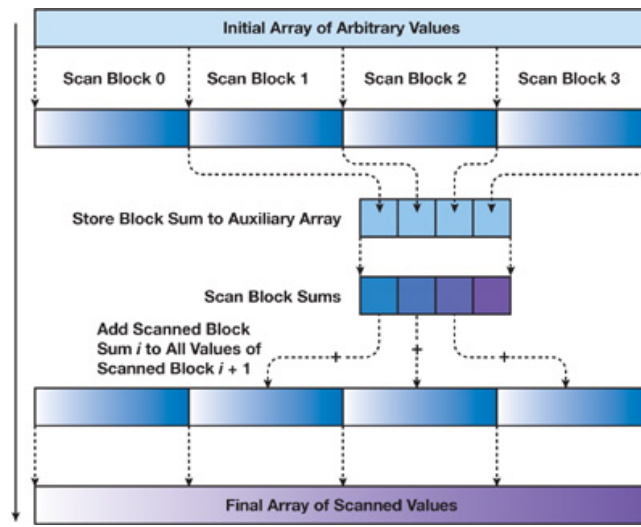 Initial Array of Arbitrary Values
Scan Block 0 Scan Block 1 Scan Block 2 Scan Block 3
Store Block Sum to Auxiliary Array
Scan Block Sums
Add Scanned Block
Sum i to All Values of
Scanned Block i + 1
+ + +
Final Array of Scanned Values